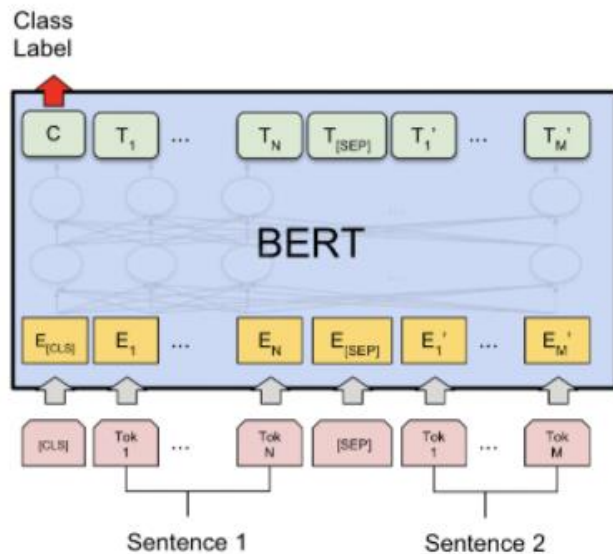 Class
Label
C T1 ... TN T[SEP] T1' ... TM'
BERT
E[CLS] E1 ... EN E[SEP] E1' ... EM'
[CLS] Tok 1 ... Tok N [SEP] Tok 1 ... Tok M
Sentence 1 Sentence 2